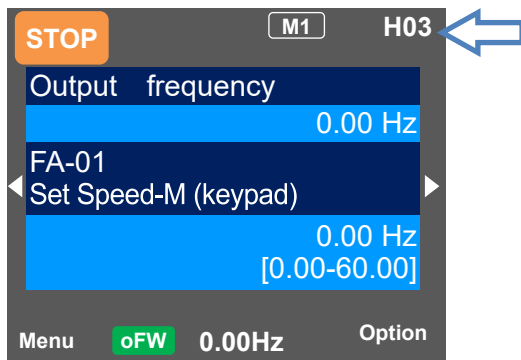 STOP M1 H03
Output frequency
0.00 Hz
FA-01
Set Speed-M (keypad)
0.00 Hz
[0.00-60.00]
Menu oFW 0.00Hz Option